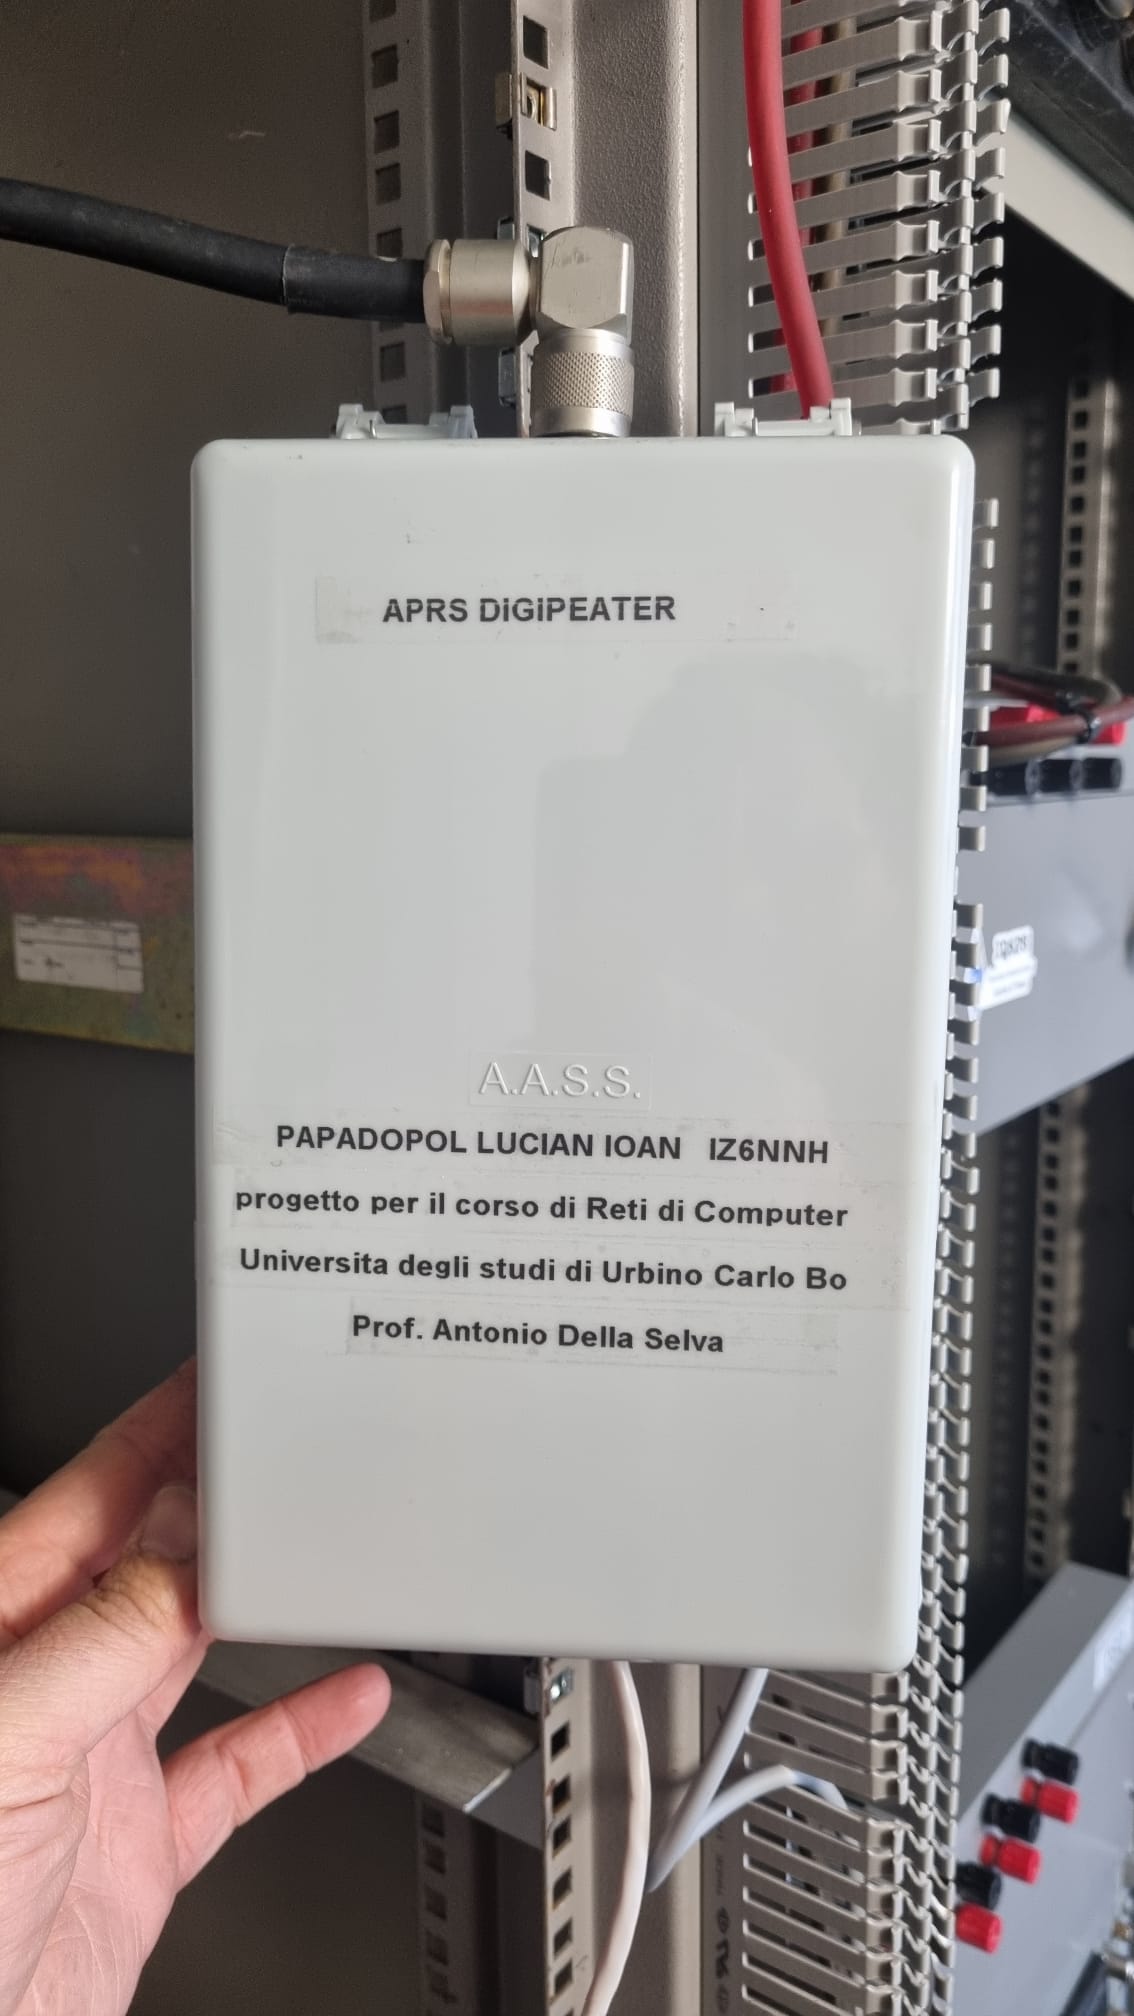 APRS DiGiPEATER
A.A.S.S.
PAPADOPOL LUCIAN IOAN IZ6NNH
progetto per il corso di Reti di Computer
Universita degli studi di Urbino Carlo Bo
Prof. Antonio Della Selva